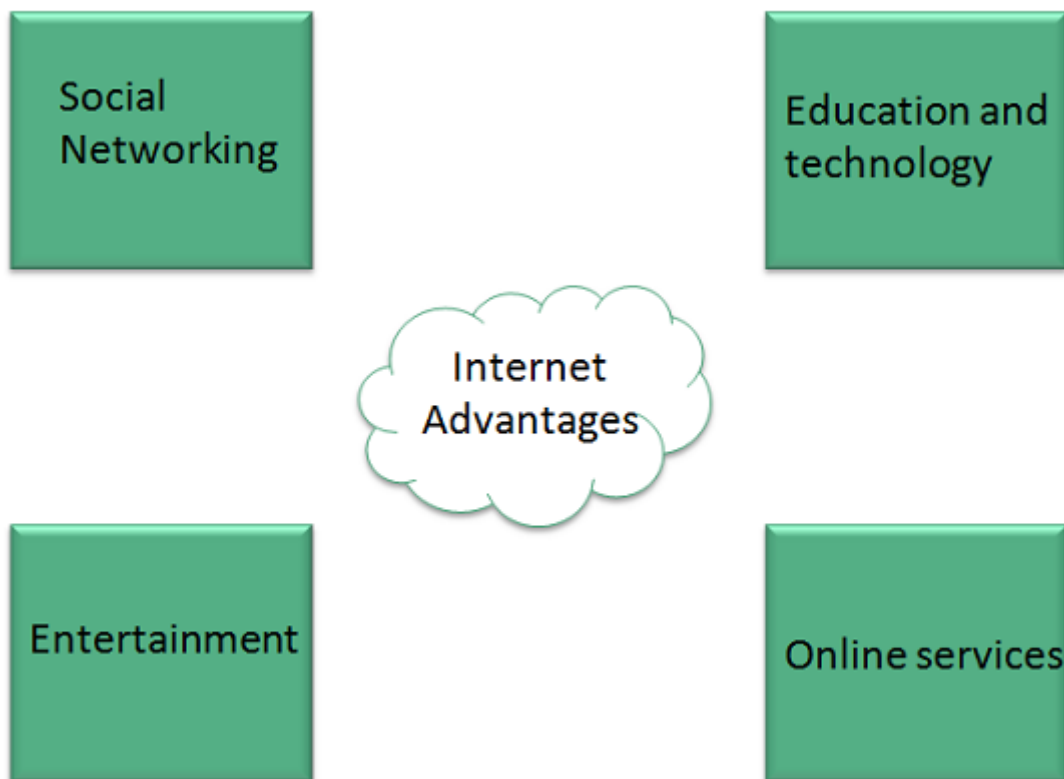 Social
Networking
Education and
technology
Internet
Advantages
Entertainment
Online services